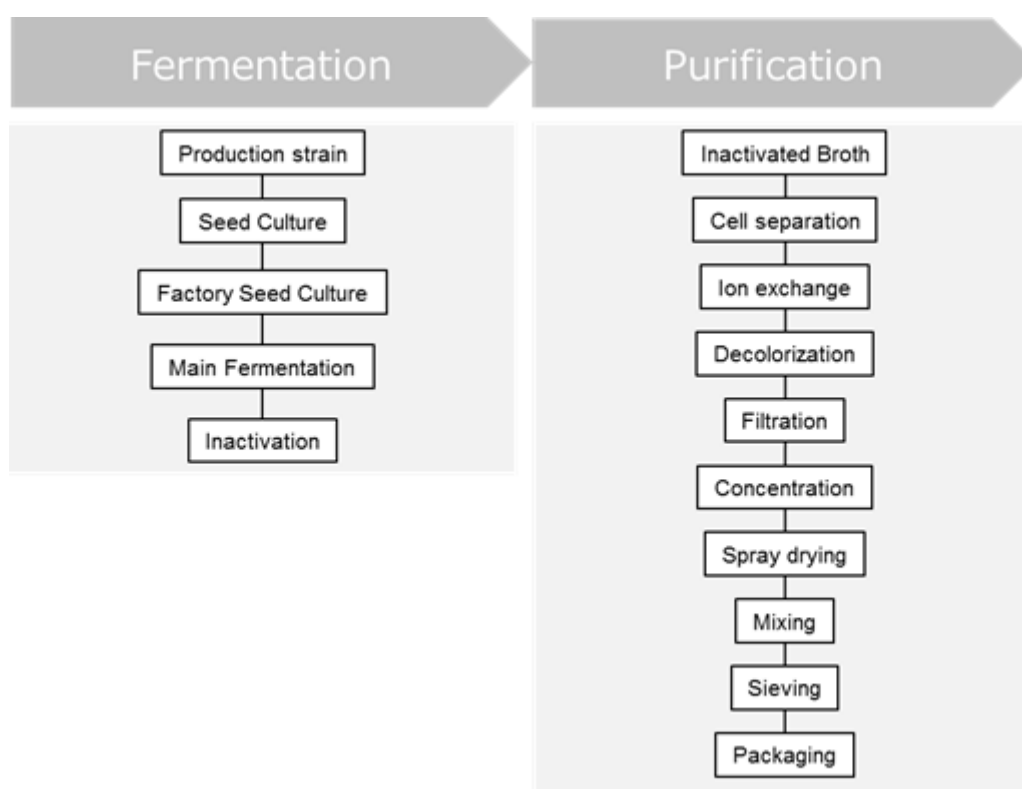 Fermentation
Production strain
Seed Culture
Factory Seed Culture
Main Fermentation
Inactivation
Purification
Inactivated Broth
Cell separation
Ion exchange
Decolorization
Filtration
Concentration
Spray drying
Mixing
Sieving
Packaging